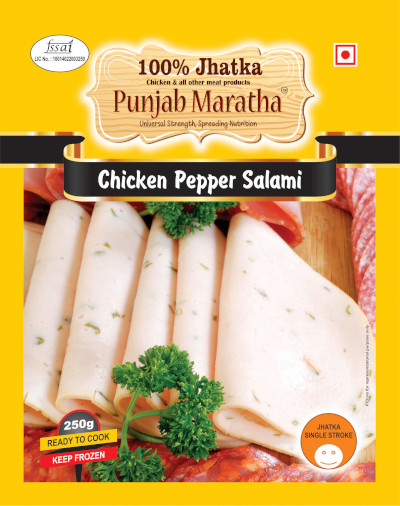 fssai
LIC No. : 10014022003250
100% Jhatka
Chicken & all other meat products
Punjab Maratha
TM
Universal Strength, Spreading Nutrition
Chicken Pepper Salami
250g
READY TO COOK
KEEP FROZEN
JHATKA
SINGLE STROKE